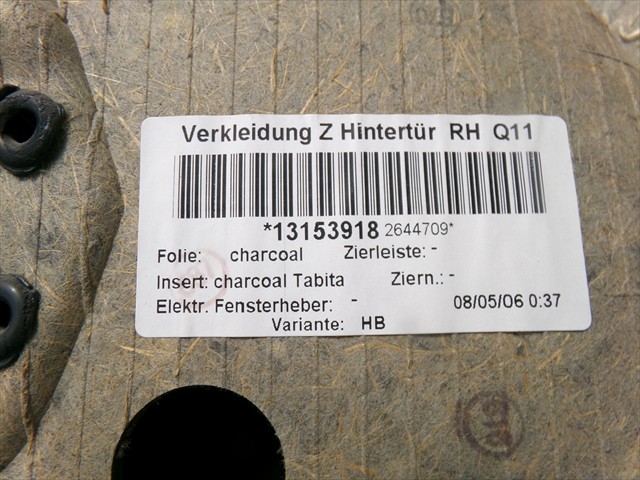 Verkleidung Z Hintertür RH Q11
*13153918 2644709*
Folie: charcoal Zierleiste: -
Insert: charcoal Tabita Ziern.: -
Elektr. Fensterheber: - 08/05/06 0:37
Variante: HB